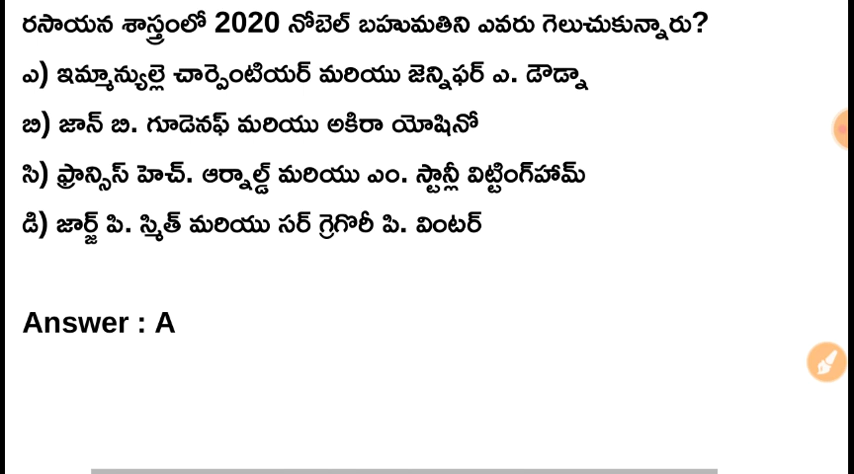 రసాయన శాస్త్రంలో 2020 నోబెల్ బహుమతిని ఎవరు గెలుచుకున్నారు?
ఎ) ఇమ్మాన్యుల్లె చార్పెంటియర్ మరియు జెన్నిఫర్ ఎ. డౌడ్నా
బి) జాన్ బి. గూడెనఫ్ మరియు అకిరా యోషినో
సి) ఫ్రాన్సిస్ హెచ్. ఆర్నాల్డ్ మరియు ఎం. స్టాన్లీ విట్టింగ్‌హామ్
డి) జార్జ్ పి. స్మిత్ మరియు సర్ గ్రెగొరీ పి. వింటర్
Answer : A